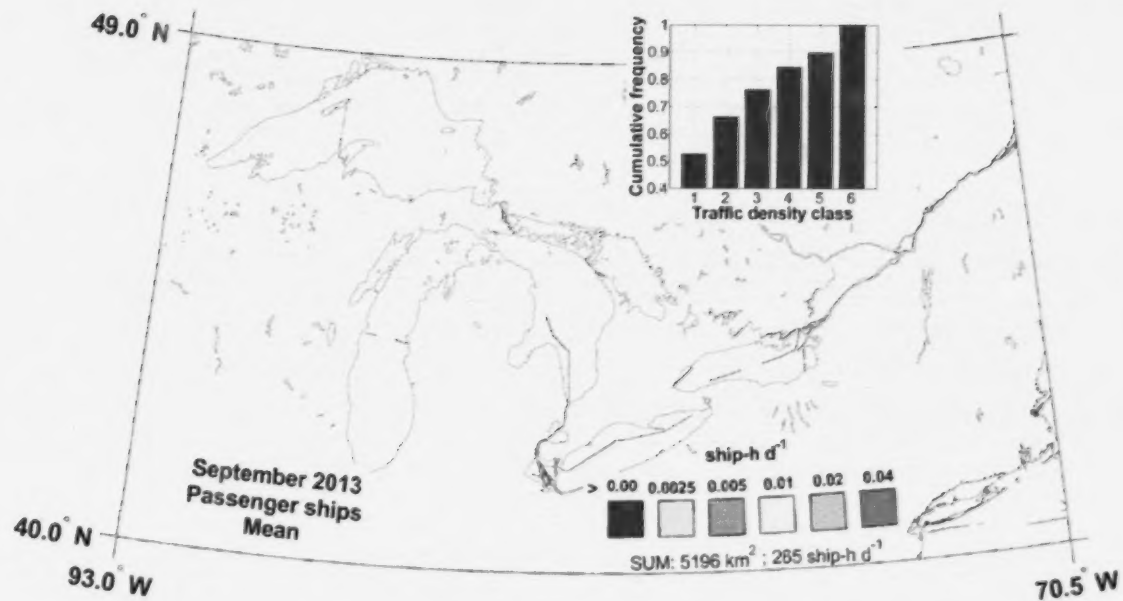 49.0° N
Cumulative frequency
1
0.9
0.8
0.7
0.6
0.5
0.4
1 2 3 4 5 6
Traffic density class
September 2013
Passenger ships
Mean
ship-h d⁻¹
> 0.00 0.0025 0.005 0.01 0.02 0.04
SUM: 5196 km² ; 265 ship-h d⁻¹
40.0° N
93.0° W
70.5° W